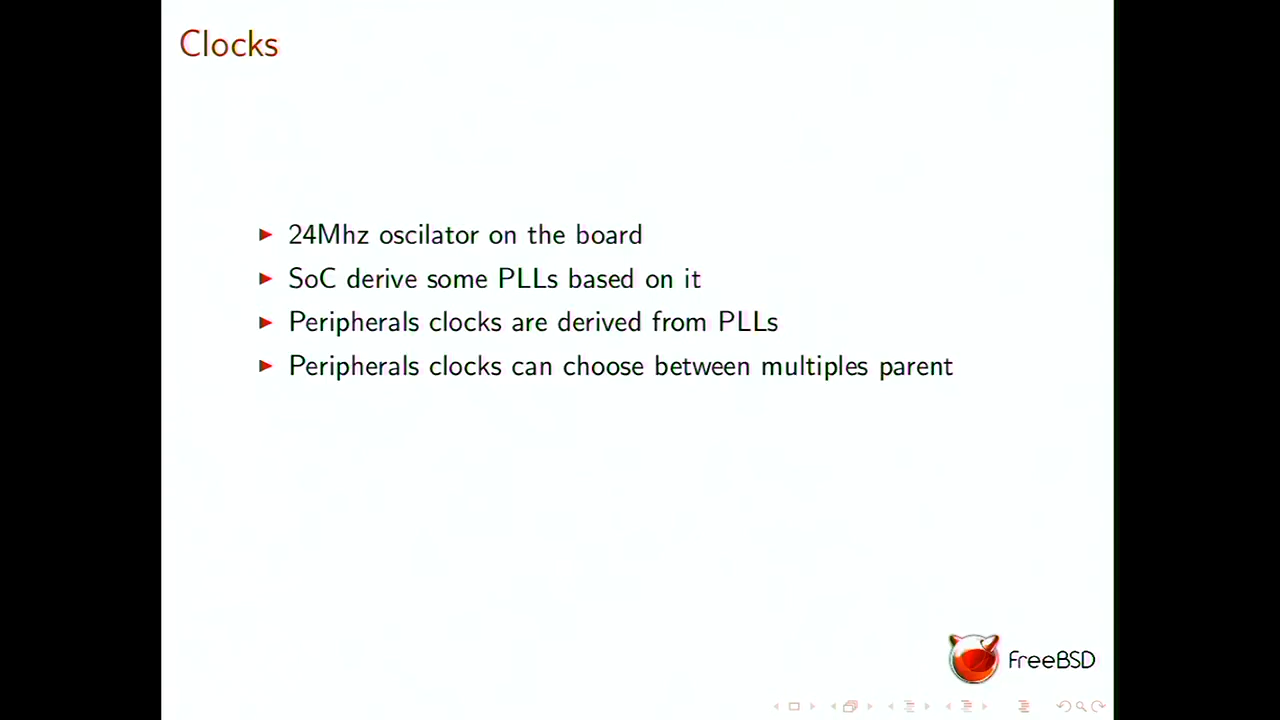 Clocks
24Mhz oscilator on the board
SoC derive some PLLs based on it
Peripherals clocks are derived from PLLs
Peripherals clocks can choose between multiples parent
FreeBSD